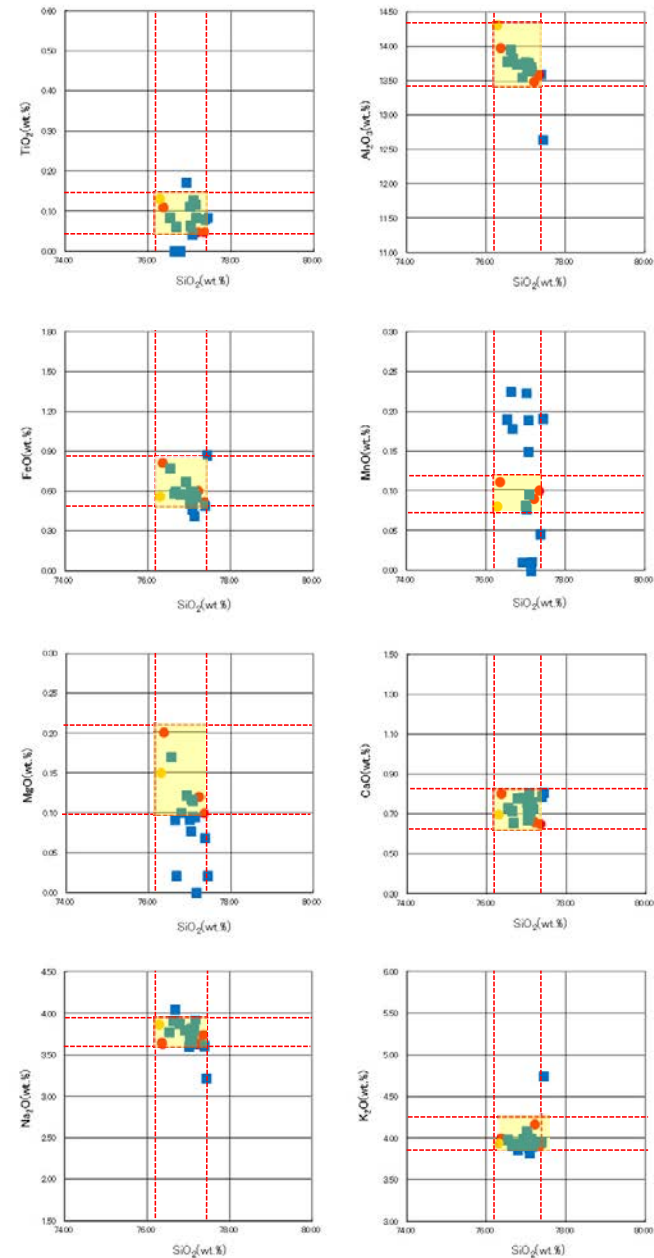 TiO₂(wt.%)
0.60
0.50
0.40
0.30
0.20
0.10
0.00
74.00 76.00 78.00 80.00
SiO₂(wt.%)
Al₂O₃(wt.%)
14.50
14.00
13.50
13.00
12.50
12.00
11.50
11.00
74.00 76.00 78.00 80.00
SiO₂(wt.%)
FeO(wt.%)
1.80
1.50
1.20
0.90
0.60
0.30
0.00
74.00 76.00 78.00 80.00
SiO₂(wt.%)
MnO(wt.%)
0.30
0.25
0.20
0.15
0.10
0.05
0.00
74.00 76.00 78.00 80.00
SiO₂(wt.%)
MgO(wt.%)
0.30
0.25
0.20
0.15
0.10
0.05
0.00
74.00 76.00 78.00 80.00
SiO₂(wt.%)
CaO(wt.%)
1.50
1.30
1.10
0.90
0.70
0.50
0.30
74.00 76.00 78.00 80.00
SiO₂(wt.%)
Na₂O(wt.%)
4.50
4.00
3.50
3.00
2.50
2.00
1.50
74.00 76.00 78.00 80.00
SiO₂(wt.%)
K₂O(wt.%)
6.00
5.50
5.00
4.50
4.00
3.50
3.00
74.00 76.00 78.00 80.00
SiO₂(wt.%)